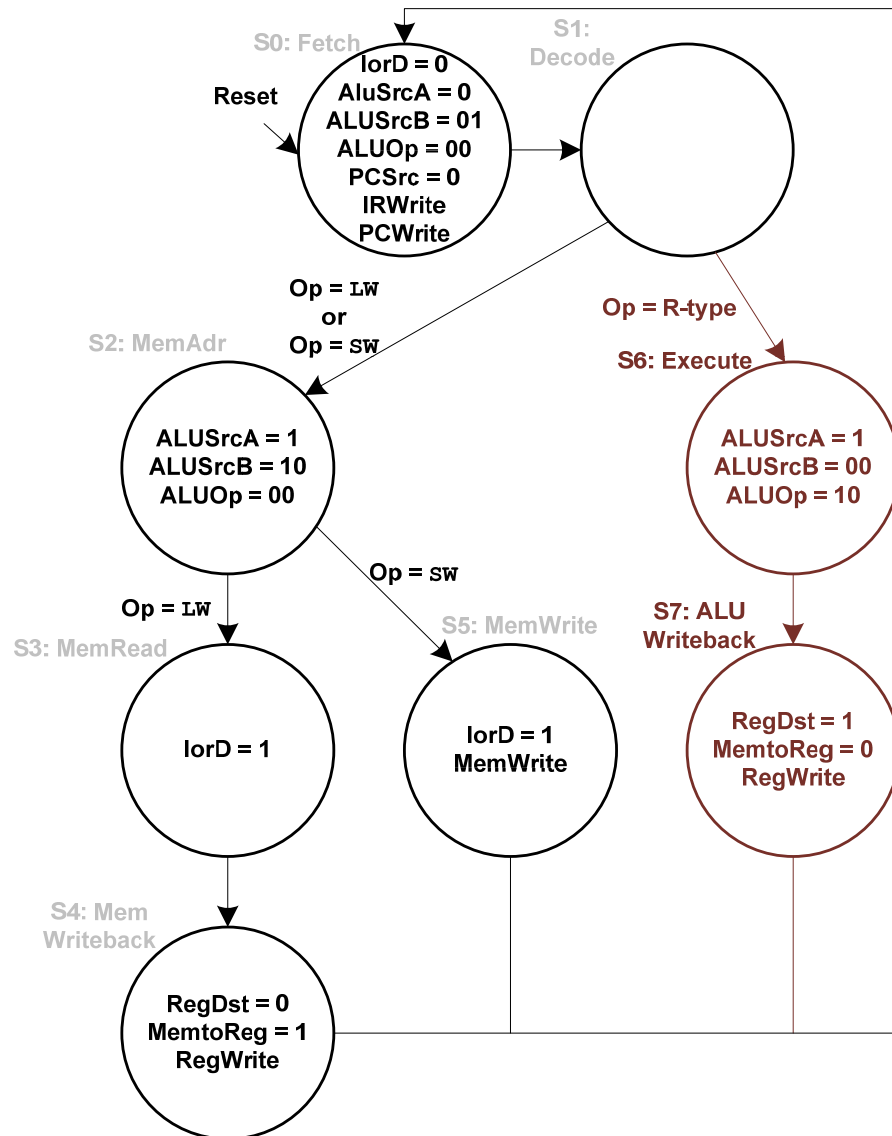 S0: Fetch
S1:
Decode
Reset
IorD = 0
AluSrcA = 0
ALUSrcB = 01
ALUOp = 00
PCSrc = 0
IRWrite
PCWrite
Op = LW
or
Op = SW
Op = R-type
S2: MemAdr
S6: Execute
ALUSrcA = 1
ALUSrcB = 10
ALUOp = 00
ALUSrcA = 1
ALUSrcB = 00
ALUOp = 10
Op = SW
Op = LW
S3: MemRead
S5: MemWrite
S7: ALU
Writeback
IorD = 1
IorD = 1
MemWrite
RegDst = 1
MemtoReg = 0
RegWrite
S4: Mem
Writeback
RegDst = 0
MemtoReg = 1
RegWrite